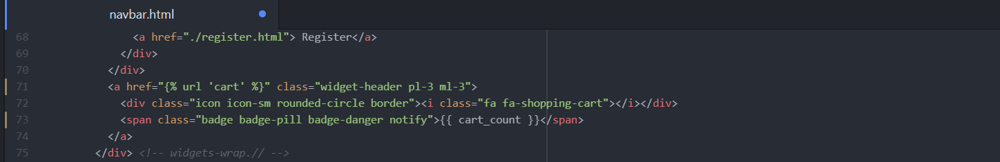 navbar.html
68 <a href="./register.html"> Register</a>
69 </div>
70 </div>
71 <a href="{% url 'cart' %}" class="widget-header pl-3 ml-3">
72 <div class="icon icon-sm rounded-circle border"><i class="fa fa-shopping-cart"></i></div>
73 <span class="badge badge-pill badge-danger notify">{{ cart_count }}</span>
74 </a>
75 </div> <!-- widgets-wrap.// -->